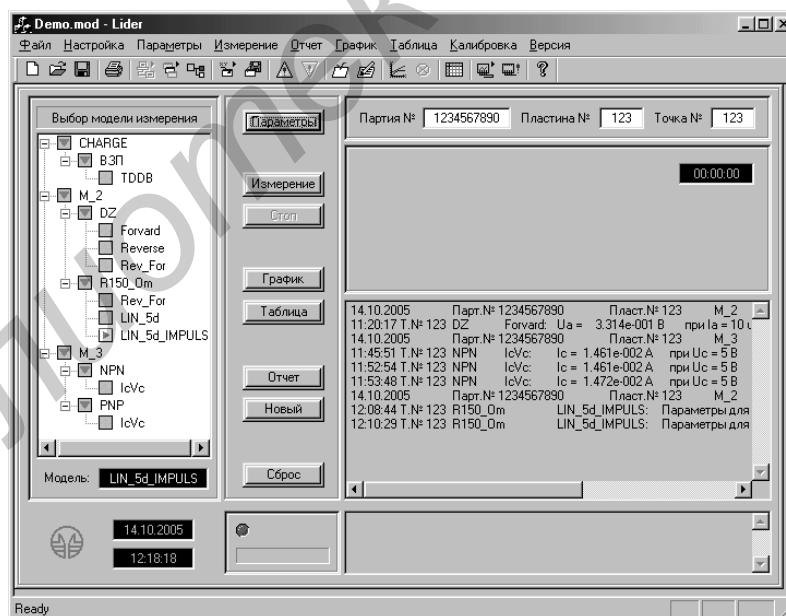 Demo.mod - Lider
Файл Настройка Параметры Измерение Отчет График Таблица Калибровка Версия
Выбор модели измерения
CHARGE
ВЗП
TDDB
M_2
DZ
Forvard
Reverse
Rev_For
R150_Om
Rev_For
LIN_5d
LIN_5d_IMPULS
M_3
NPN
IcVc
PNP
IcVc
Модель: LIN_5d_IMPULS
14.10.2005
12:18:18
Параметры
Измерение
Стоп
График
Таблица
Отчет
Новый
Сброс
Партия № 1234567890 Пластина № 123 Точка № 123
00:00:00
14.10.2005 Парт.№ 1234567890 Пласт.№ 123 M_2
11:20:17 Т.№ 123 DZ Forvard: Ua = 3.314e-001 В при Ia = 10
14.10.2005 Парт.№ 1234567890 Пласт.№ 123 M_3
11:45:51 Т.№ 123 NPN IcVc: Ic = 1.461e-002 A при Uc = 5 В
11:52:54 Т.№ 123 NPN IcVc: Ic = 1.461e-002 A при Uc = 5 В
11:53:48 Т.№ 123 NPN IcVc: Ic = 1.472e-002 A при Uc = 5 В
14.10.2005 Парт.№ 1234567890 Пласт.№ 123 M_2
12:08:44 Т.№ 123 R150_Om LIN_5d_IMPULS: Параметры для
12:10:29 Т.№ 123 R150_Om LIN_5d_IMPULS: Параметры для
Ready